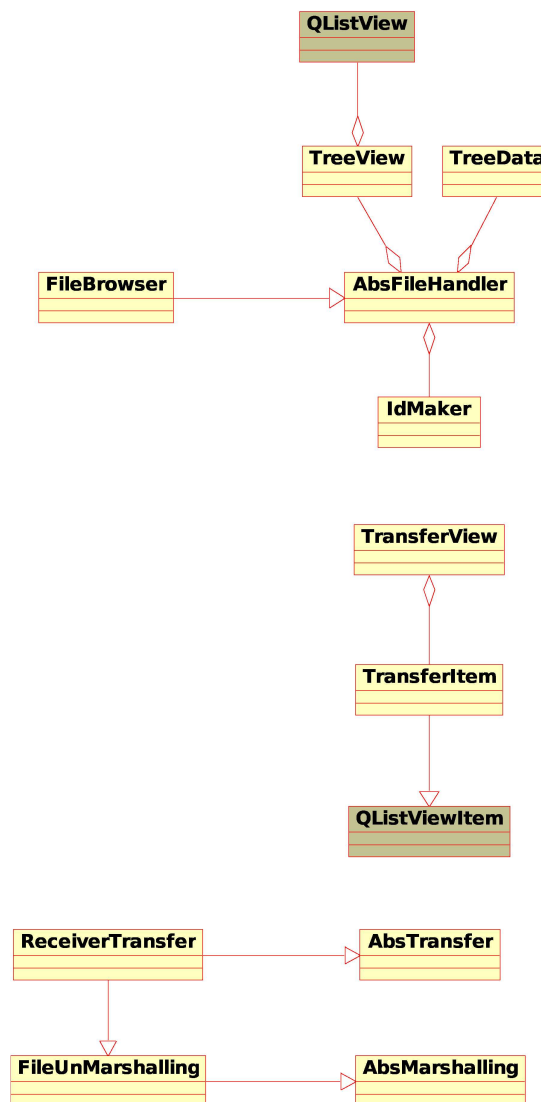 QListView
TreeView
TreeData
FileBrowser
AbsFileHandler
IdMaker
TransferView
TransferItem
QListViewItem
ReceiverTransfer
AbsTransfer
FileUnMarshalling
AbsMarshalling